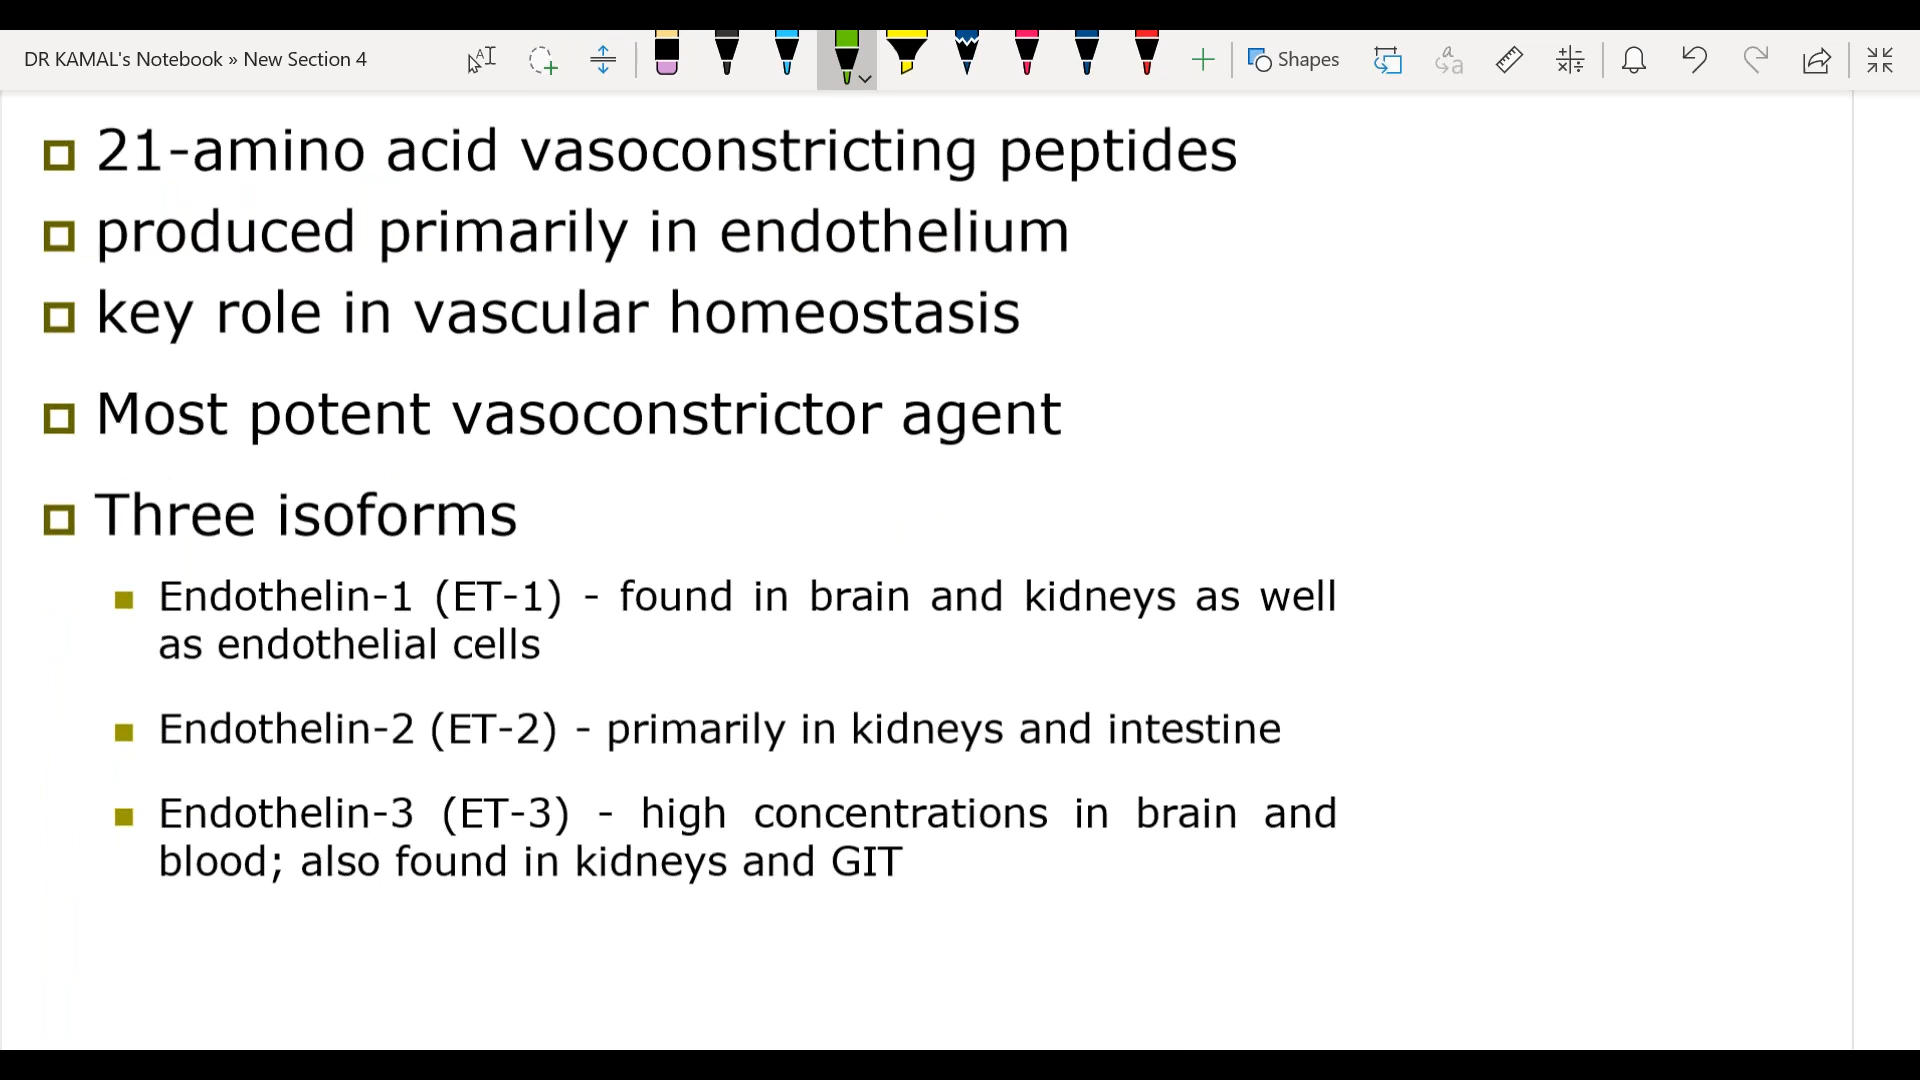 DR KAMAL's Notebook » New Section 4
Shapes
21-amino acid vasoconstricting peptides
produced primarily in endothelium
key role in vascular homeostasis
Most potent vasoconstrictor agent
Three isoforms
Endothelin-1 (ET-1) - found in brain and kidneys as well
as endothelial cells
Endothelin-2 (ET-2) - primarily in kidneys and intestine
Endothelin-3 (ET-3) - high concentrations in brain and
blood; also found in kidneys and GIT